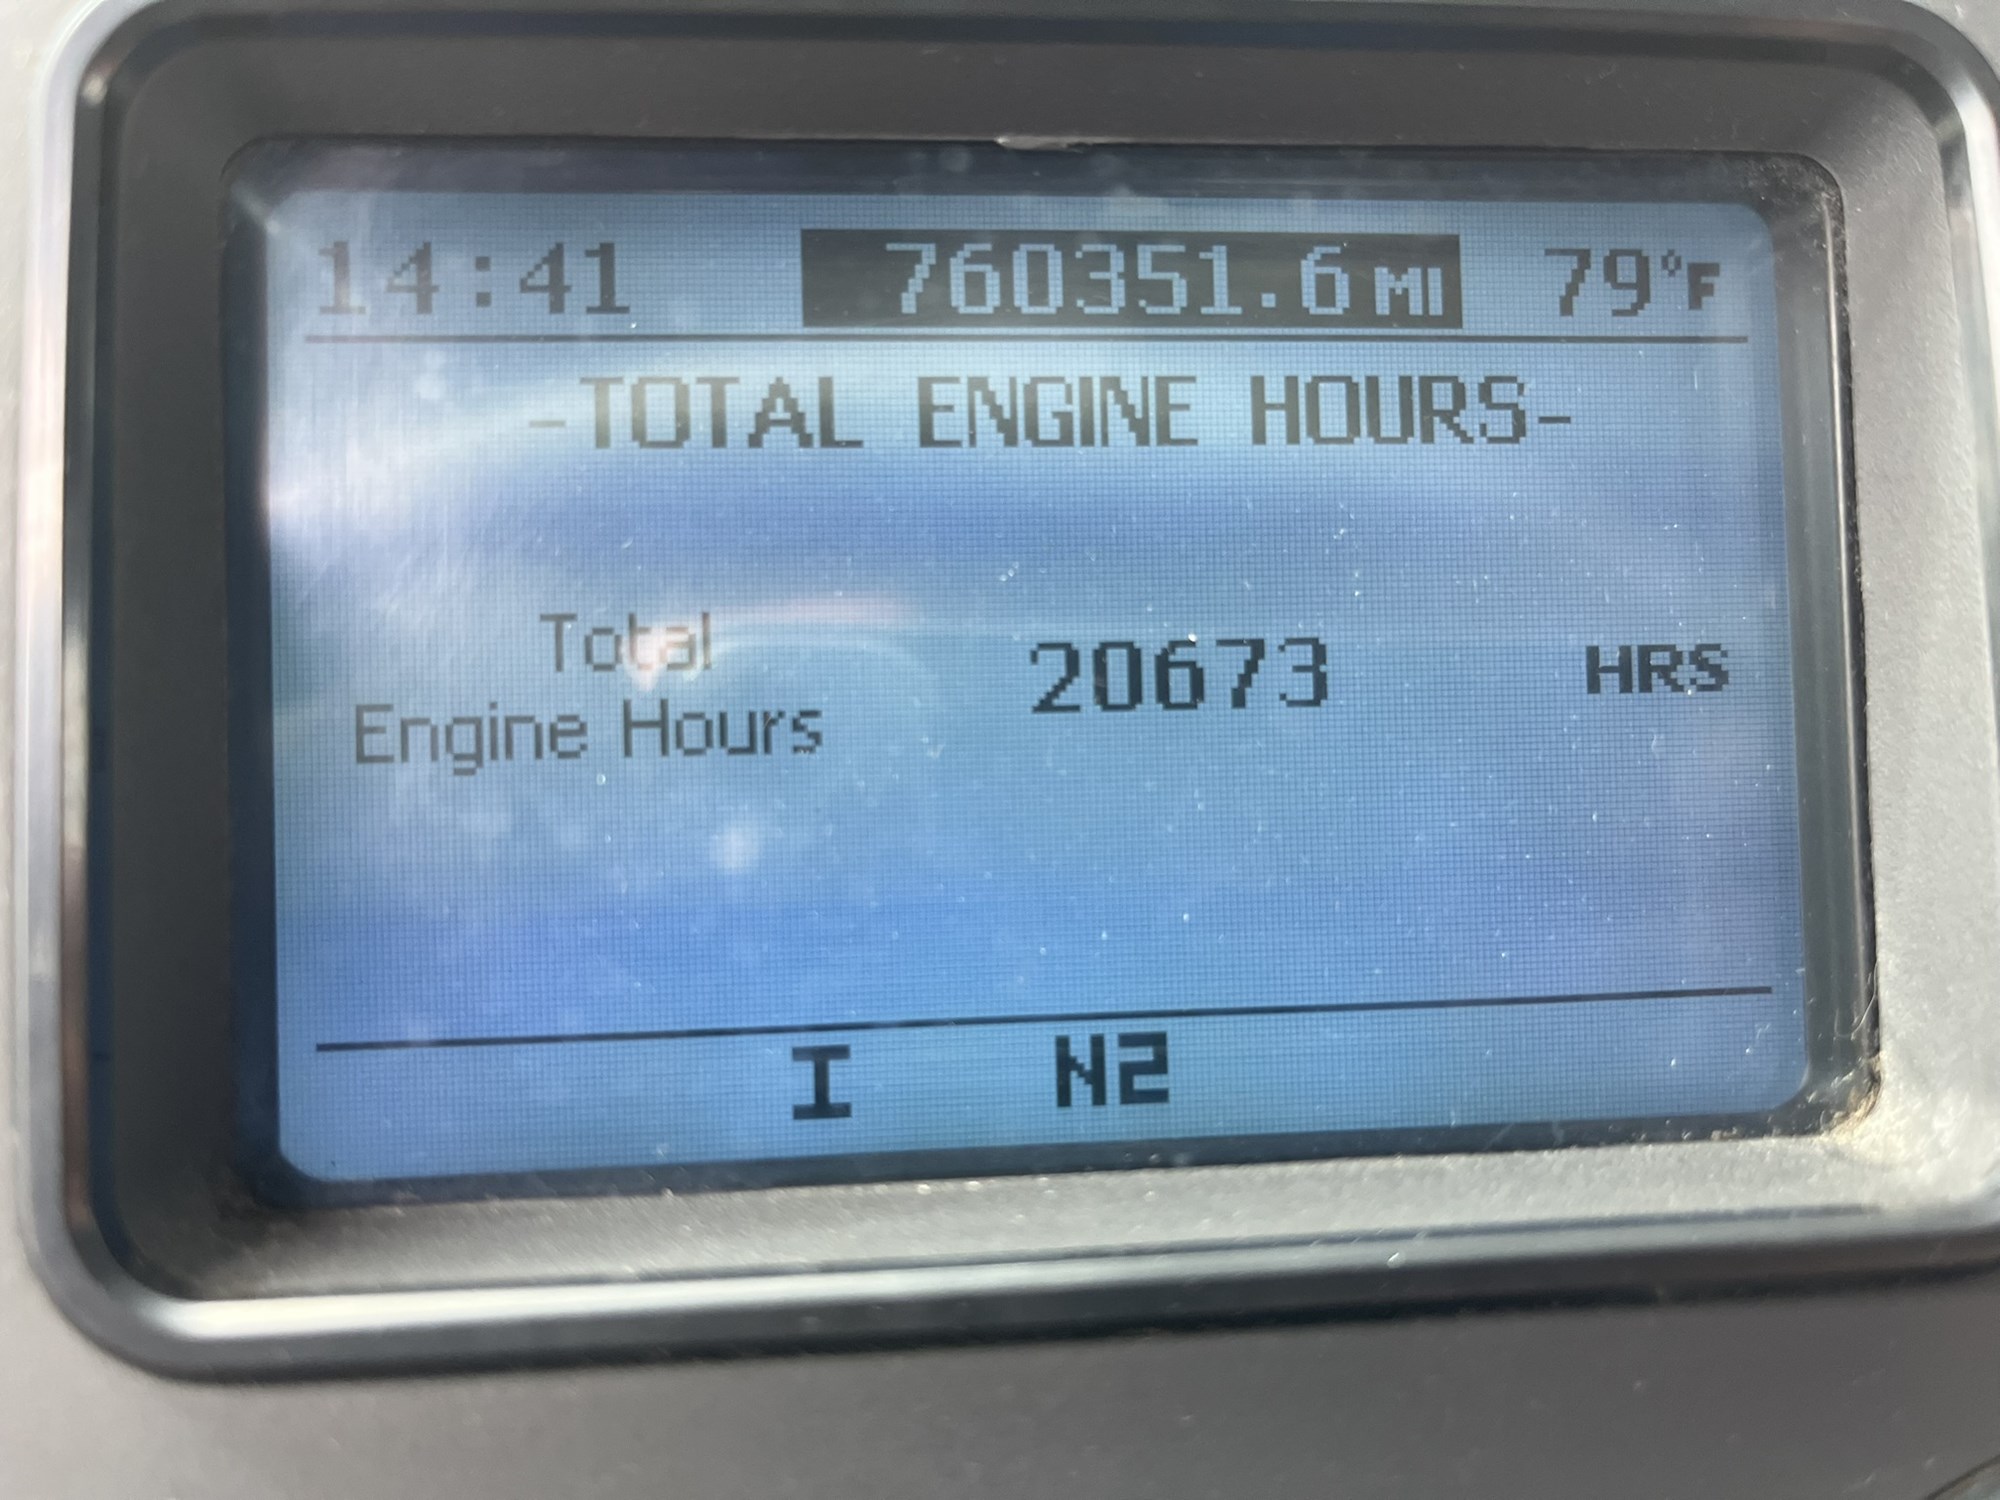 14:41 760351.6 MI 79°F
-TOTAL ENGINE HOURS-
Total
Engine Hours 20673 HRS
I N2